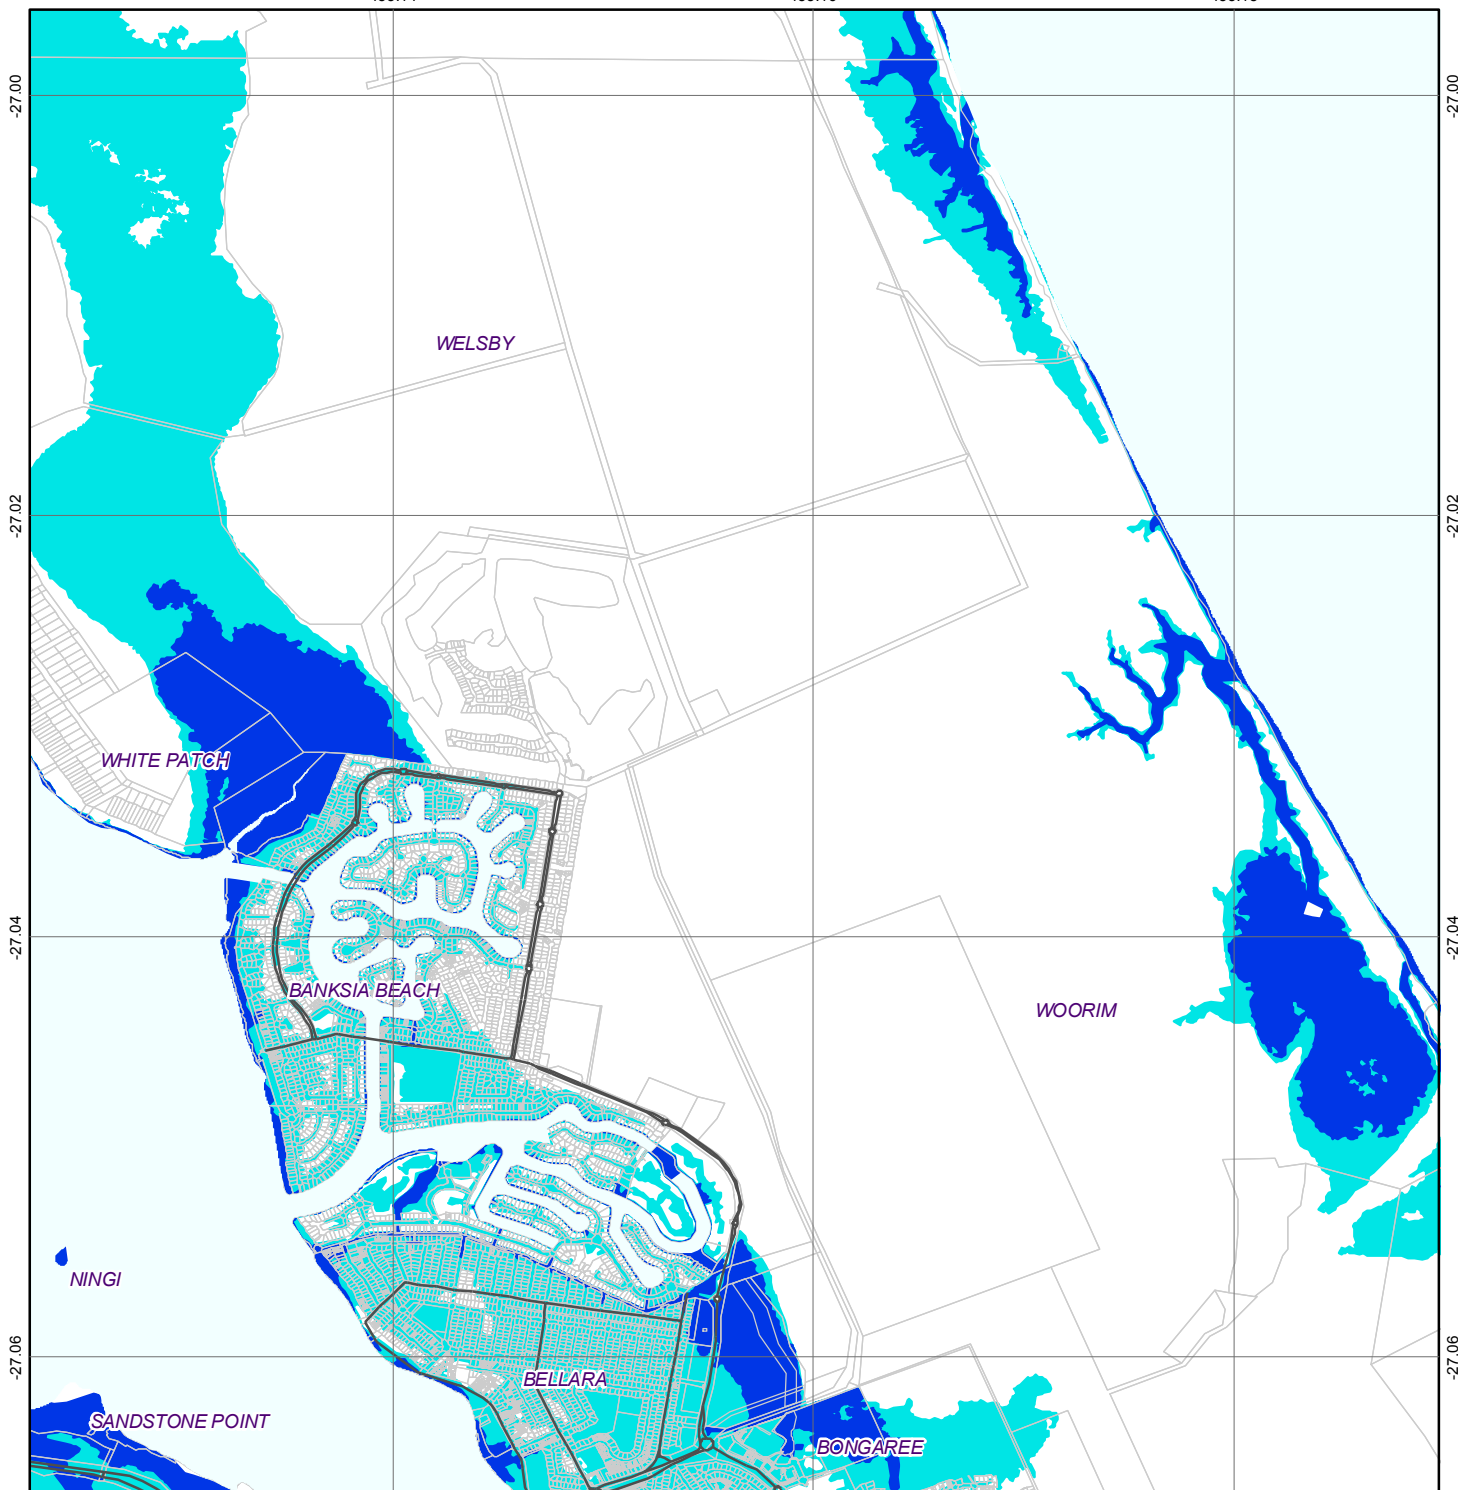 -27.00
-27.00
WELSBY
-27.02
-27.02
WHITE PATCH
-27.04
-27.04
BANKSIA BEACH
WOORIM
NINGI
-27.06
-27.06
BELLARA
SANDSTONE POINT
BONGAREE